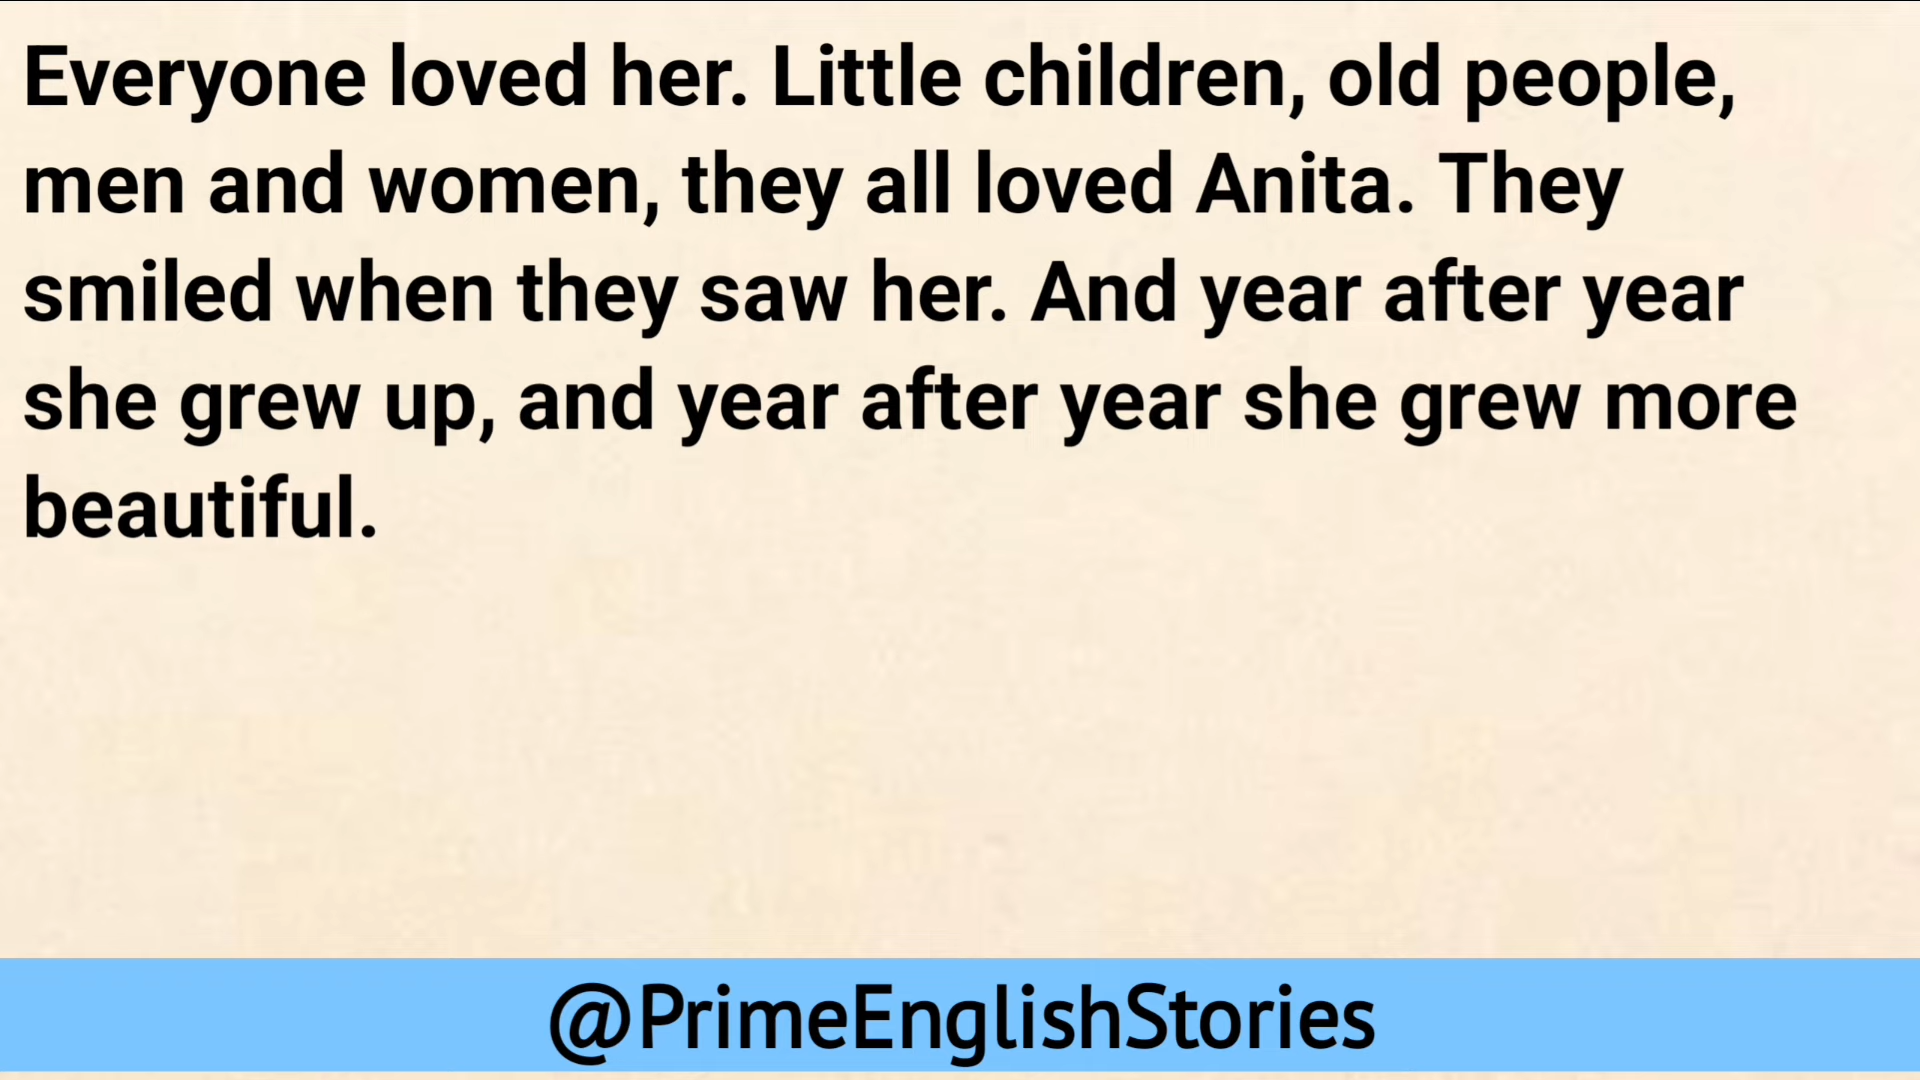 Everyone loved her. Little children, old people,
men and women, they all loved Anita. They
smiled when they saw her. And year after year
she grew up, and year after year she grew more
beautiful.
@PrimeEnglishStories